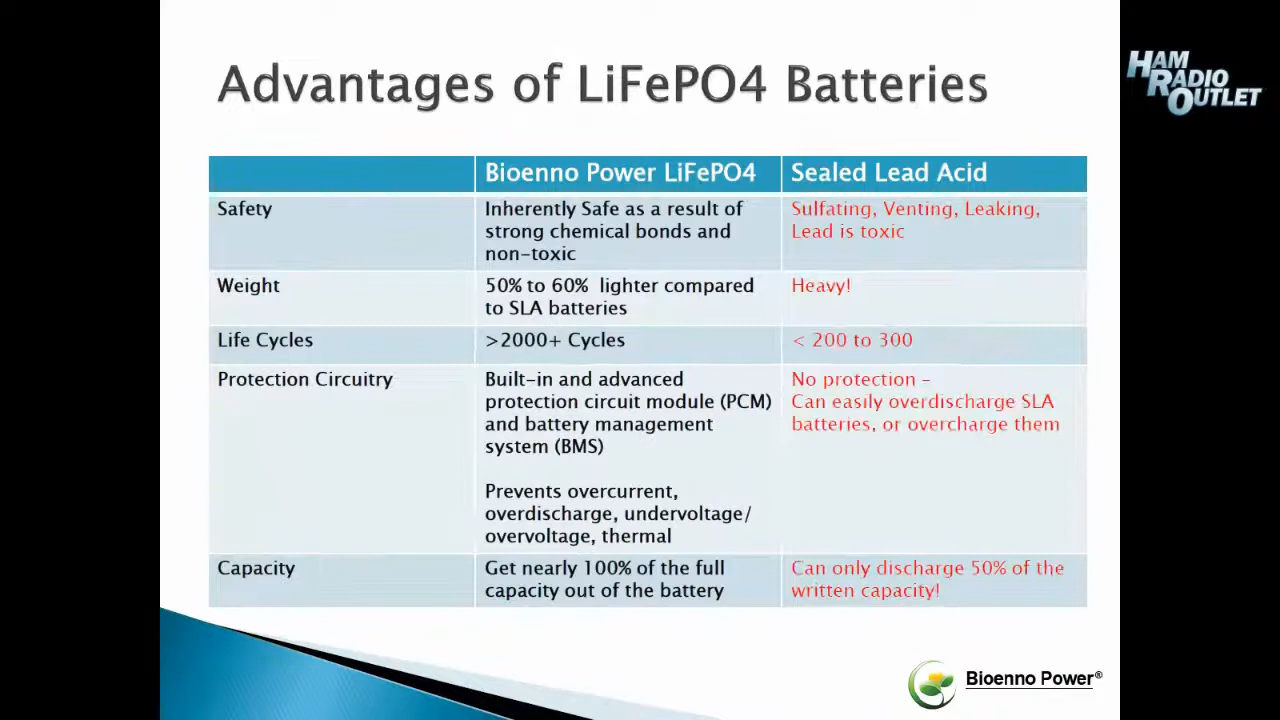 Advantages of LiFePO4 Batteries
HAM
RADIO
OUTLET
Bioenno Power LiFePO4
Sealed Lead Acid
Safety
Inherently Safe as a result of
strong chemical bonds and
non-toxic
Sulfating, Venting, Leaking,
Lead is toxic
Weight
50% to 60% lighter compared
to SLA batteries
Heavy!
Life Cycles
>2000+ Cycles
< 200 to 300
Protection Circuitry
Built-in and advanced
protection circuit module (PCM)
and battery management
system (BMS)
Prevents overcurrent,
overdischarge, undervoltage/
overvoltage, thermal
No protection –
Can easily overdischarge SLA
batteries, or overcharge them
Capacity
Get nearly 100% of the full
capacity out of the battery
Can only discharge 50% of the
written capacity!
Bioenno Power®